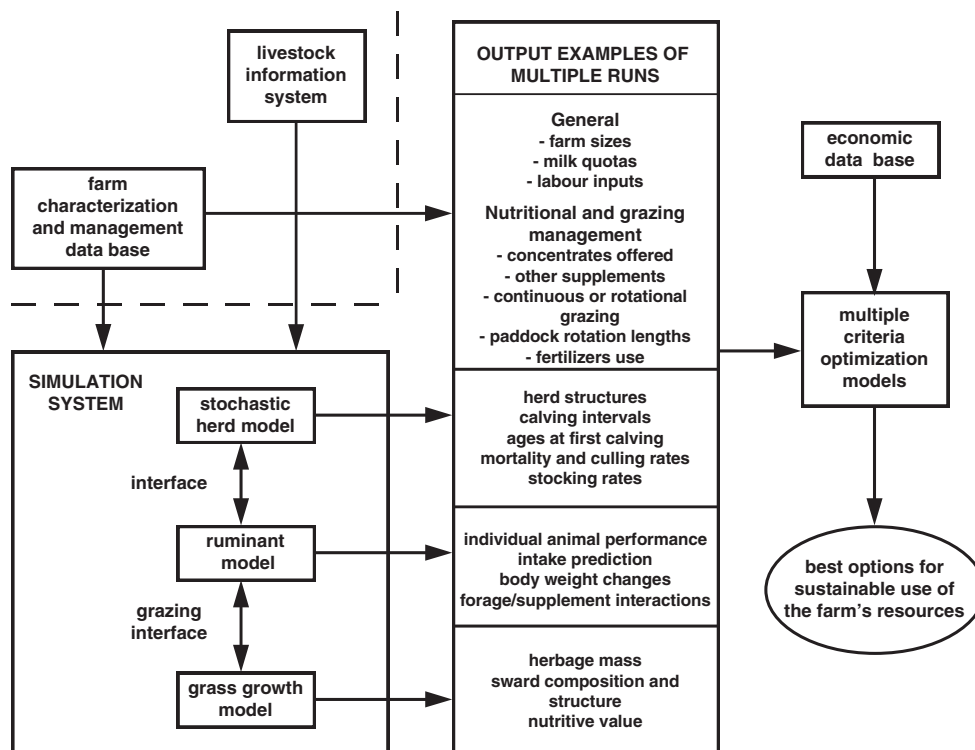 livestock
information
system
farm
characterization
and management
data base
SIMULATION
SYSTEM
stochastic
herd model
interface
ruminant
model
grazing
interface
grass growth
model
OUTPUT EXAMPLES OF
MULTIPLE RUNS
General
- farm sizes
- milk quotas
- labour inputs
Nutritional and grazing
management
- concentrates offered
- other supplements
- continuous or rotational
grazing
- paddock rotation lengths
- fertilizers use
herd structures
calving intervals
ages at first calving
mortality and culling rates
stocking rates
individual animal performance
intake prediction
body weight changes
forage/supplement interactions
herbage mass
sward composition and
structure
nutritive value
economic
data base
multiple
criteria
optimization
models
best options for
sustainable use of
the farm's resources